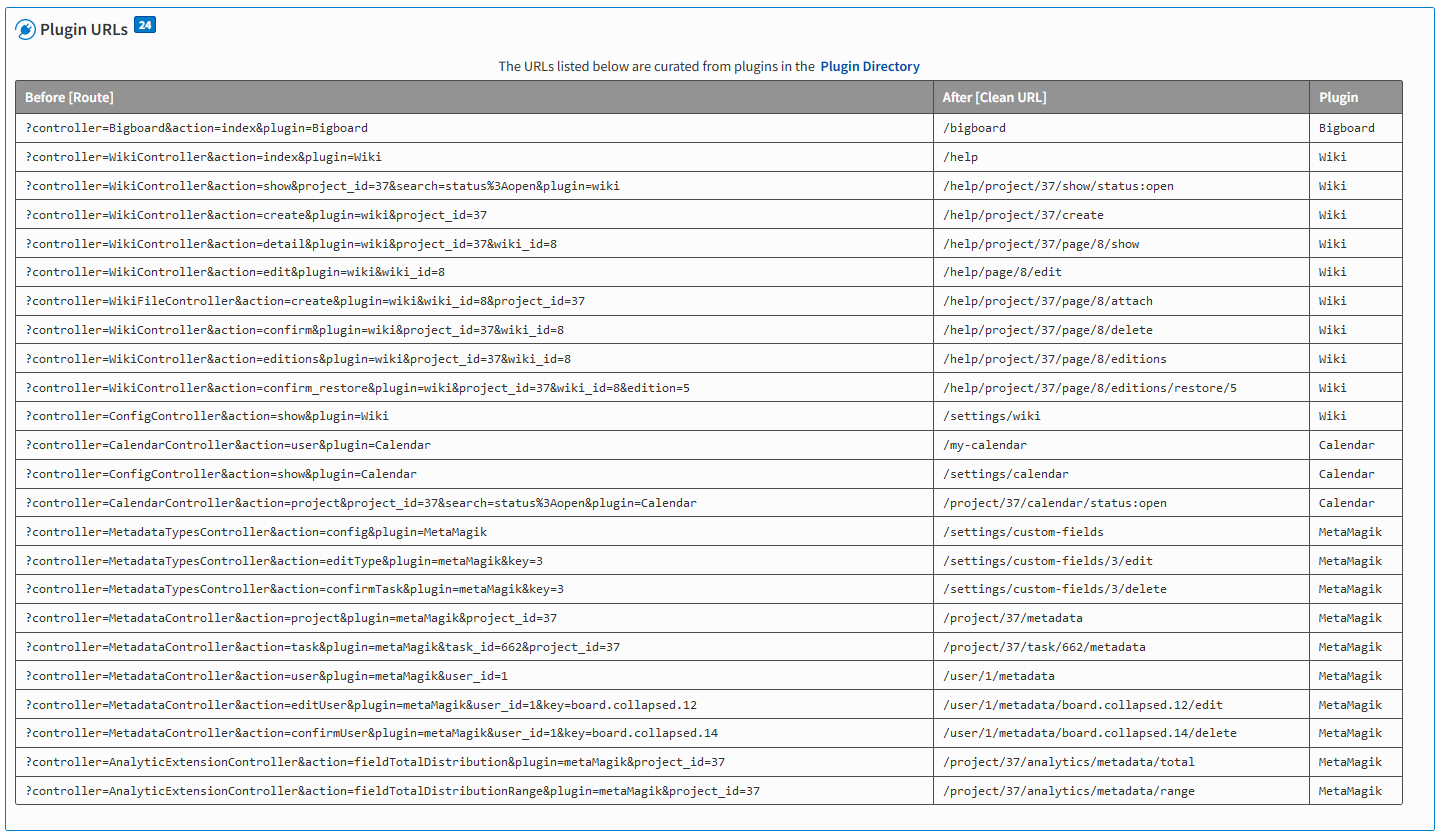 Plugin URLs 24
The URLs listed below are curated from plugins in the Plugin Directory
Before [Route] After [Clean URL] Plugin
?controller=Bigboard&action=index&plugin=Bigboard /bigboard Bigboard
?controller=WikiController&action=index&plugin=Wiki /help Wiki
?controller=WikiController&action=show&project_id=37&search=status%3Aopen&plugin=wiki /help/project/37/show/status:open Wiki
?controller=WikiController&action=create&plugin=wiki&project_id=37 /help/project/37/create Wiki
?controller=WikiController&action=detail&plugin=wiki&project_id=37&wiki_id=8 /help/project/37/page/8/show Wiki
?controller=WikiController&action=edit&plugin=wiki&wiki_id=8 /help/page/8/edit Wiki
?controller=WikiFileController&action=create&plugin=wiki&wiki_id=8&project_id=37 /help/project/37/page/8/attach Wiki
?controller=WikiController&action=confirm&plugin=wiki&project_id=37&wiki_id=8 /help/project/37/page/8/delete Wiki
?controller=WikiController&action=editions&plugin=wiki&project_id=37&wiki_id=8 /help/project/37/page/8/editions Wiki
?controller=WikiController&action=confirm_restore&plugin=wiki&project_id=37&wiki_id=8&edition=5 /help/project/37/page/8/editions/restore/5 Wiki
?controller=ConfigController&action=show&plugin=Wiki /settings/wiki Wiki
?controller=CalendarController&action=user&plugin=Calendar /my-calendar Calendar
?controller=ConfigController&action=show&plugin=Calendar /settings/calendar Calendar
?controller=CalendarController&action=project&project_id=37&search=status%3Aopen&plugin=Calendar /project/37/calendar/status:open Calendar
?controller=MetadataTypesController&action=config&plugin=MetaMagik /settings/custom-fields MetaMagik
?controller=MetadataTypesController&action=editType&plugin=metaMagik&key=3 /settings/custom-fields/3/edit MetaMagik
?controller=MetadataTypesController&action=confirmTask&plugin=metaMagik&key=3 /settings/custom-fields/3/delete MetaMagik
?controller=MetadataController&action=project&plugin=metaMagik&project_id=37 /project/37/metadata MetaMagik
?controller=MetadataController&action=task&plugin=metaMagik&task_id=662&project_id=37 /project/37/task/662/metadata MetaMagik
?controller=MetadataController&action=user&plugin=metaMagik&user_id=1 /user/1/metadata MetaMagik
?controller=MetadataController&action=editUser&plugin=metaMagik&user_id=1&key=board.collapsed.12 /user/1/metadata/board.collapsed.12/edit MetaMagik
?controller=MetadataController&action=confirmUser&plugin=metaMagik&user_id=1&key=board.collapsed.14 /user/1/metadata/board.collapsed.14/delete MetaMagik
?controller=AnalyticExtensionController&action=fieldTotalDistribution&plugin=metaMagik&project_id=37 /project/37/analytics/metadata/total MetaMagik
?controller=AnalyticExtensionController&action=fieldTotalDistributionRange&plugin=metaMagik&project_id=37 /project/37/analytics/metadata/range MetaMagik